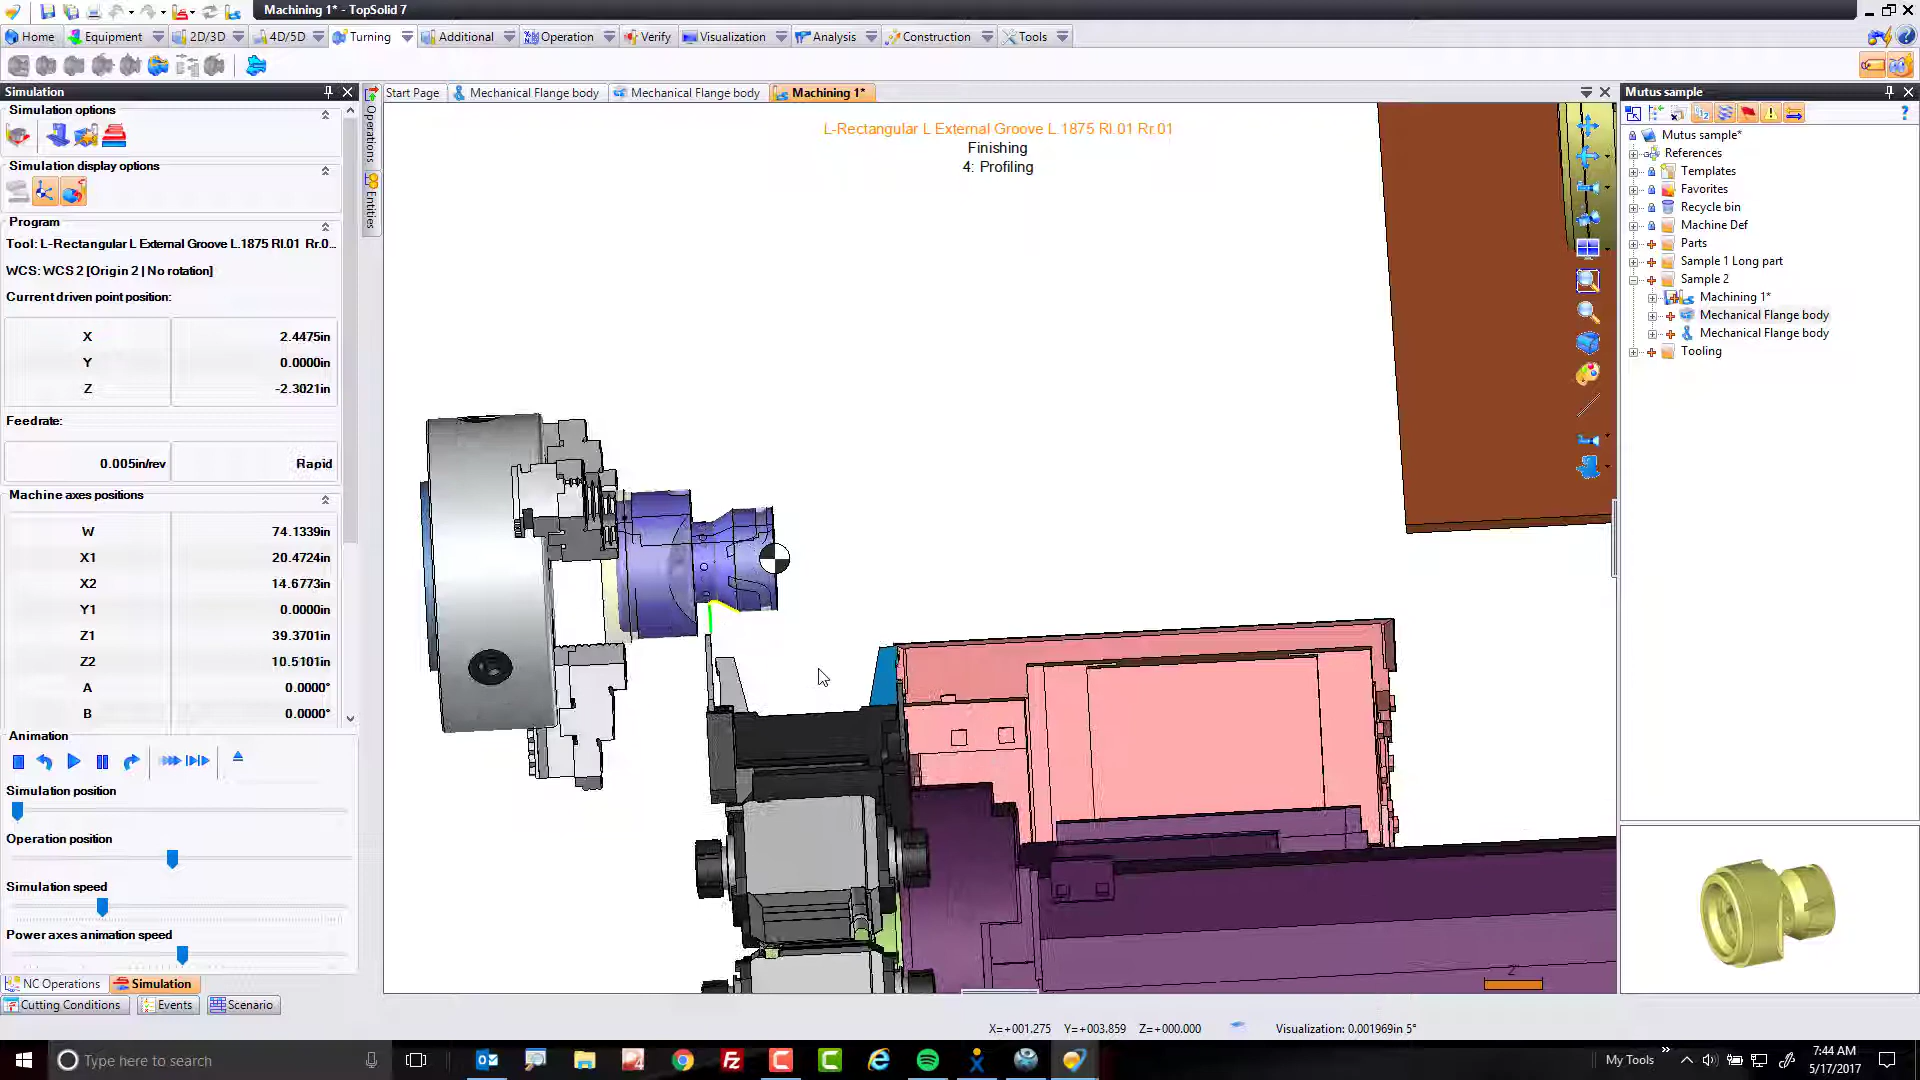 Machining 1* - TopSolid 7
Home
Equipment
2D/3D
4D/5D
Turning
Additional
Operation
Verify
Visualization
Analysis
Construction
Tools
Simulation
Start Page
Mechanical Flange body
Mechanical Flange body
Machining 1*
Mutus sample
Simulation options
Simulation display options
Program
Tool: L-Rectangular L External Groove L.1875 Rl.01 Rr.0...
WCS: WCS 2 [Origin 2 | No rotation]
Current driven point position:
X 2.4475in
Y 0.0000in
Z -2.3021in
Feedrate:
0.005in/rev Rapid
Machine axes positions
W 74.1339in
X1 20.4724in
X2 14.6773in
Y1 0.0000in
Z1 39.3701in
Z2 10.5101in
A 0.0000°
B 0.0000°
Animation
Simulation position
Operation position
Simulation speed
Power axes animation speed
NC Operations
Simulation
Cutting Conditions
Events
Scenario
Operations
Entities
L-Rectangular L External Groove L.1875 Rl.01 Rr.01
Finishing
4: Profiling
2"
Mutus sample*
References
Templates
Favorites
Recycle bin
Machine Def
Parts
Sample 1 Long part
Sample 2
Machining 1*
Mechanical Flange body
Mechanical Flange body
Tooling
X=+001.275 Y=+003.859 Z=+000.000
Visualization: 0.001969in 5°
Type here to search
My Tools
7:44 AM
5/17/2017